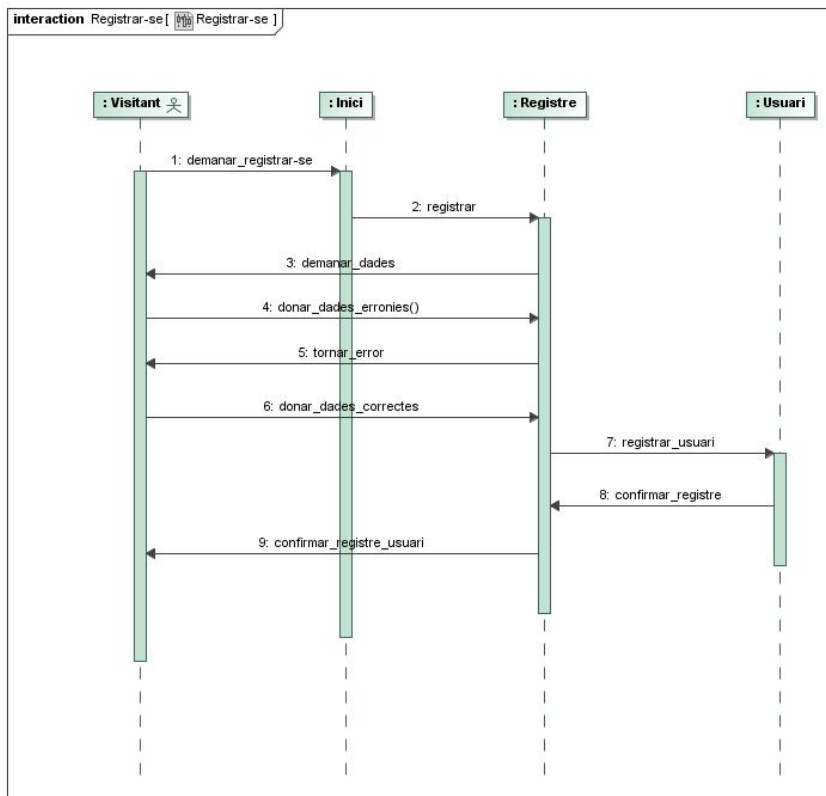 interaction Registrar-se[ Registrar-se ]
: Visitant
: Inici
: Registre
: Usuari
1: demanar_registrar-se
2: registrar
3: demanar_dades
4: donar_dades_erronies()
5: tornar_error
6: donar_dades_correctes
7: registrar_usuari
8: confirmar_registre
9: confirmar_registre_usuari